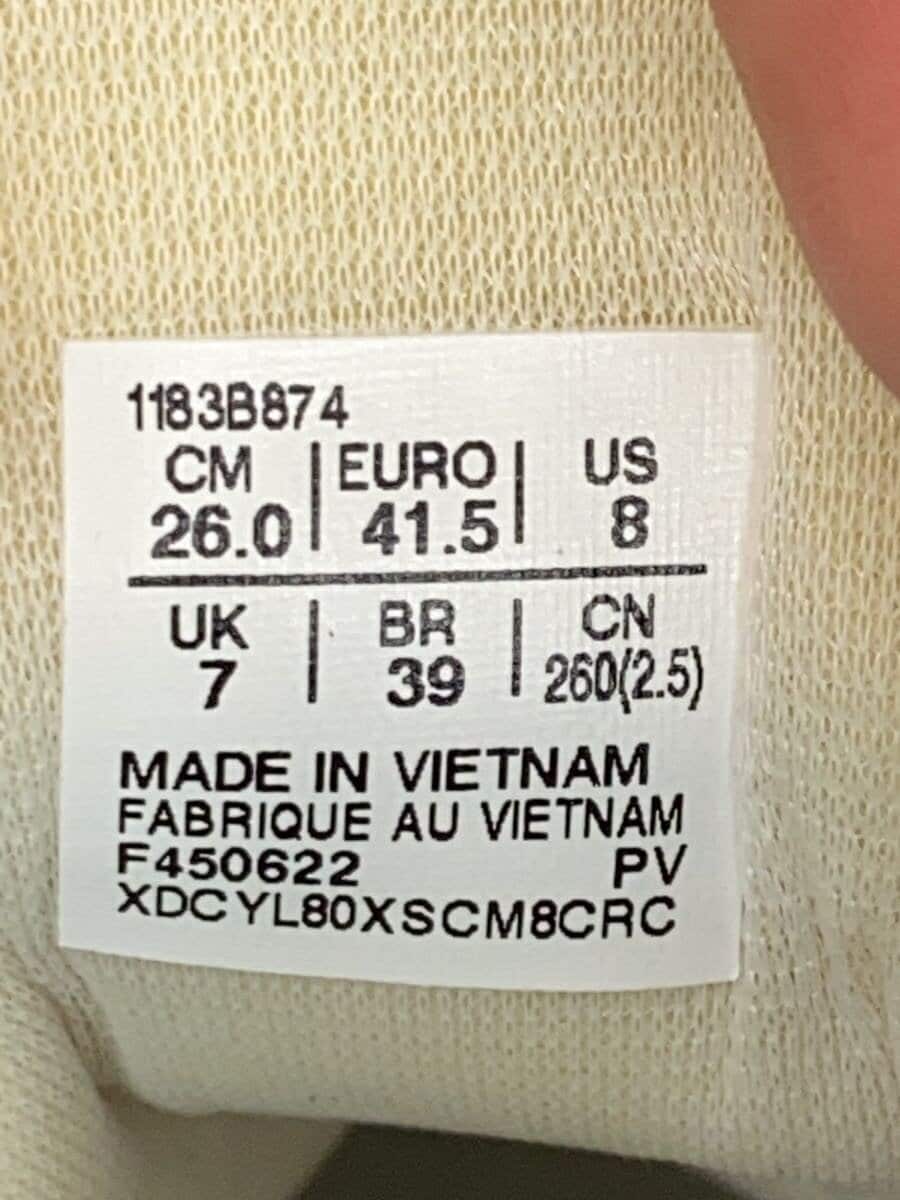 1183B874
CM | EURO | US
26.0 | 41.5 | 8
UK | BR | CN
7 | 39 | 260(2.5)
MADE IN VIETNAM
FABRIQUE AU VIETNAM
F450622 PV
XDCYL80XSCM8CRC